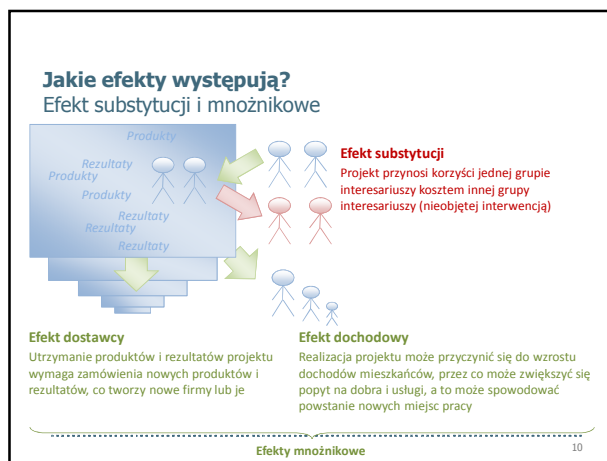 Jakie efekty występują?
Efekt substytucji i mnożnikowe
Produkty
Rezultaty
Produkty
Produkty
Rezultaty
Rezultaty
Rezultaty
Efekt substytucji
Projekt przynosi korzyści jednej grupie
interesariuszy kosztem innej grupy
interesariuszy (nieobjętej interwencją)
Efekt dostawcy
Utrzymanie produktów i rezultatów projektu
wymaga zamówienia nowych produktów i
rezultatów, co tworzy nowe firmy lub je
Efekt dochodowy
Realizacja projektu może przyczynić się do wzrostu
dochodów mieszkańców, przez co może zwiększyć się
popyt na dobra i usługi, a to może spowodować
powstanie nowych miejsc pracy
Efekty mnożnikowe
10